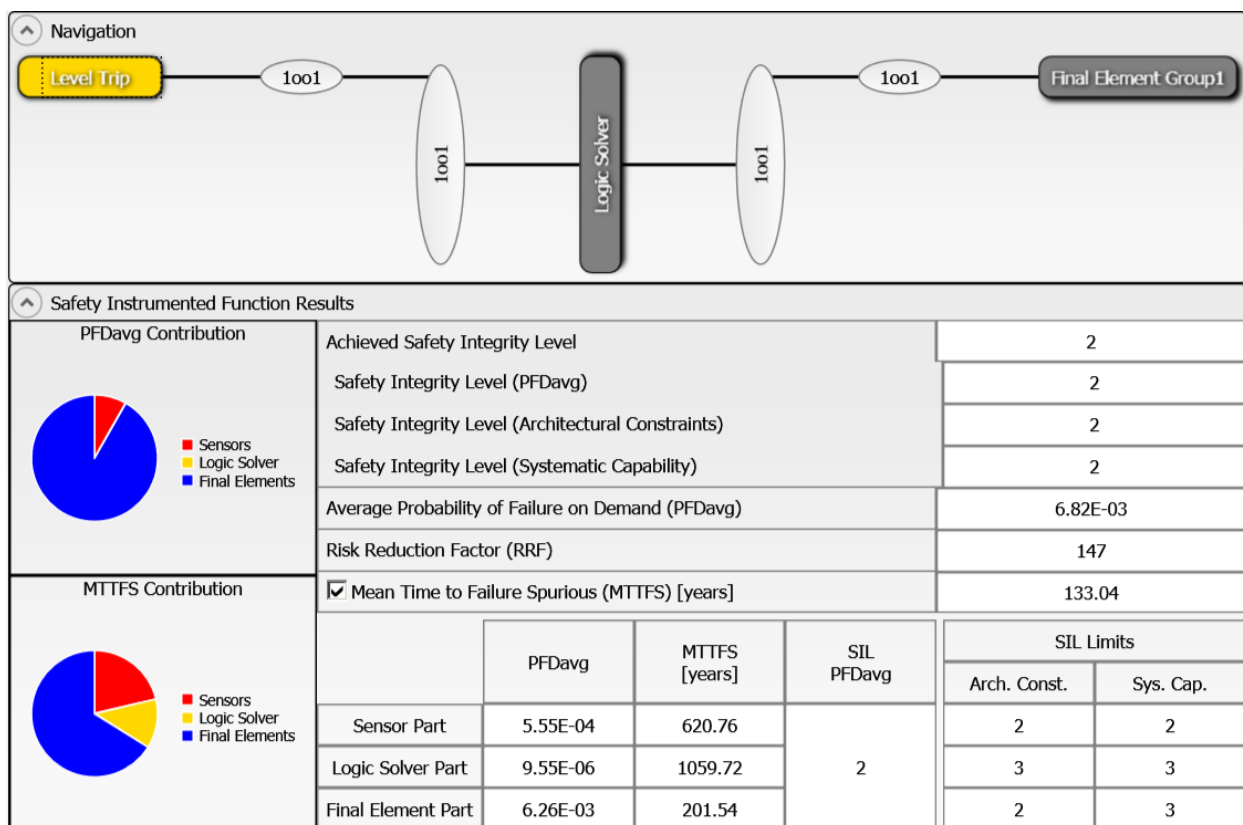 Navigation
Level Trip
1oo1
1oo1
Logic Solver
1oo1
1oo1
Final Element Group1
Safety Instrumented Function Results
PFDavg Contribution
Sensors
Logic Solver
Final Elements
MTTFS Contribution
Sensors
Logic Solver
Final Elements
Achieved Safety Integrity Level 2
Safety Integrity Level (PFDavg) 2
Safety Integrity Level (Architectural Constraints) 2
Safety Integrity Level (Systematic Capability) 2
Average Probability of Failure on Demand (PFDavg) 6.82E-03
Risk Reduction Factor (RRF) 147
Mean Time to Failure Spurious (MTTFS) [years] 133.04
PFDavg MTTFS [years] SIL PFDavg SIL Limits
Arch. Const. Sys. Cap.
Sensor Part 5.55E-04 620.76 2 2
Logic Solver Part 9.55E-06 1059.72 2 3 3
Final Element Part 6.26E-03 201.54 2 3